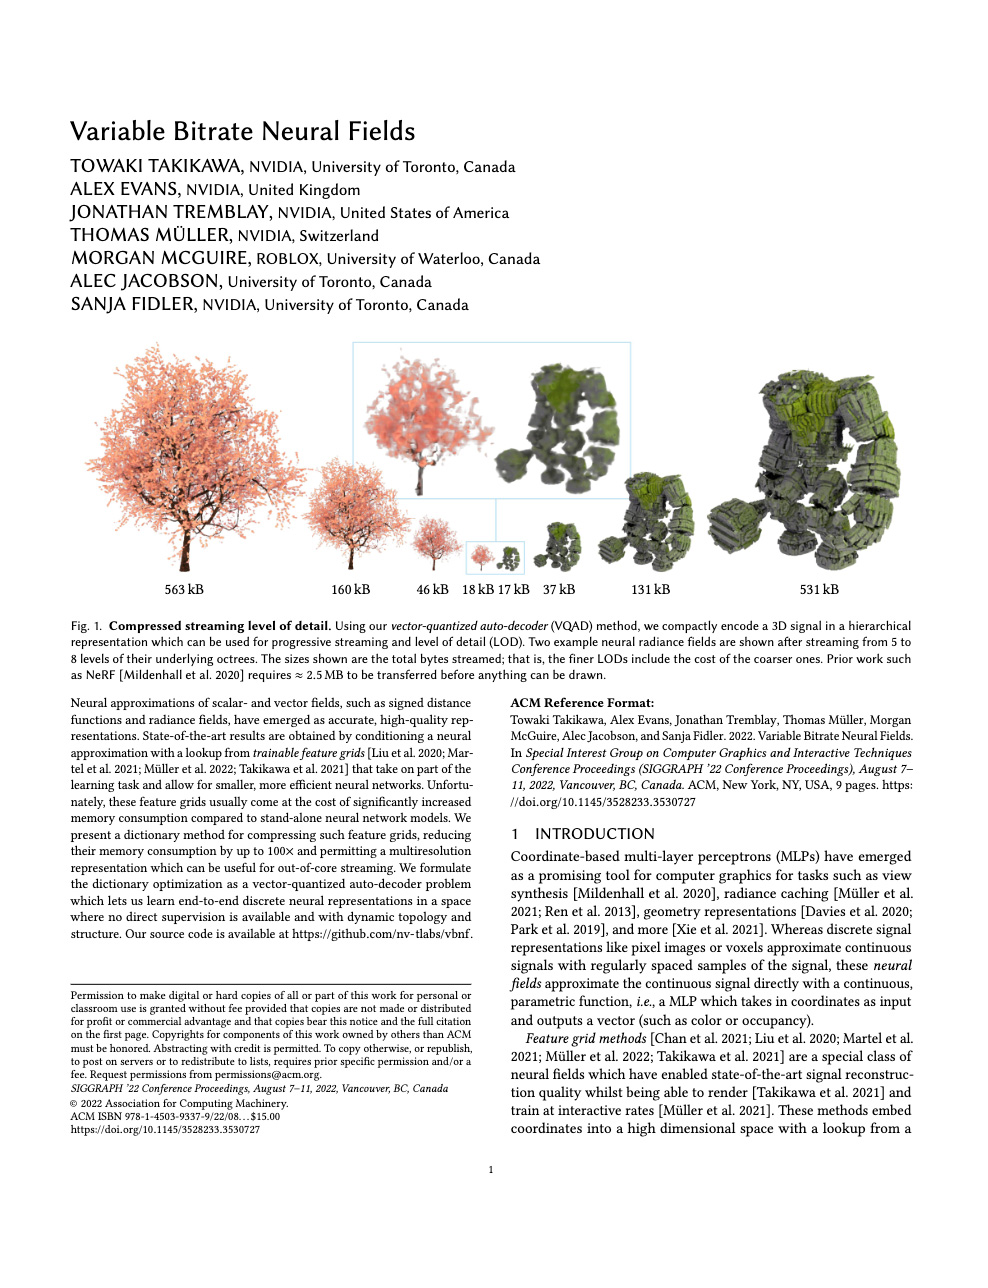 Variable Bitrate Neural Fields
TOWAKI TAKIKAWA, NVIDIA, University of Toronto, Canada
ALEX EVANS, NVIDIA, United Kingdom
JONATHAN TREMBLAY, NVIDIA, United States of America
THOMAS MÜLLER, NVIDIA, Switzerland
MORGAN MCGUIRE, ROBLOX, University of Waterloo, Canada
ALEC JACOBSON, University of Toronto, Canada
SANJA FIDLER, NVIDIA, University of Toronto, Canada
563 kB 160 kB 46 kB 18 kB 17 kB 37 kB 131 kB 531 kB
Fig. 1. Compressed streaming level of detail. Using our vector-quantized auto-decoder (VQAD) method, we compactly encode a 3D signal in a hierarchical
representation which can be used for progressive streaming and level of detail (LOD). Two example neural radiance fields are shown after streaming from 5 to
8 levels of their underlying octrees. The sizes shown are the total bytes streamed; that is, the finer LODs include the cost of the coarser ones. Prior work such
as NeRF [Mildenhall et al. 2020] requires ≈ 2.5 MB to be transferred before anything can be drawn.
Neural approximations of scalar- and vector fields, such as signed distance
functions and radiance fields, have emerged as accurate, high-quality rep-
resentations. State-of-the-art results are obtained by conditioning a neural
approximation with a lookup from trainable feature grids [Liu et al. 2020; Mar-
tel et al. 2021; Müller et al. 2022; Takikawa et al. 2021] that take on part of the
learning task and allow for smaller, more efficient neural networks. Unfortu-
nately, these feature grids usually come at the cost of significantly increased
memory consumption compared to stand-alone neural network models. We
present a dictionary method for compressing such feature grids, reducing
their memory consumption by up to 100× and permitting a multiresolution
representation which can be useful for out-of-core streaming. We formulate
the dictionary optimization as a vector-quantized auto-decoder problem
which lets us learn end-to-end discrete neural representations in a space
where no direct supervision is available and with dynamic topology and
structure. Our source code is available at https://github.com/nv-tlabs/vbnf.
Permission to make digital or hard copies of all or part of this work for personal or
classroom use is granted without fee provided that copies are not made or distributed
for profit or commercial advantage and that copies bear this notice and the full citation
on the first page. Copyrights for components of this work owned by others than ACM
must be honored. Abstracting with credit is permitted. To copy otherwise, or republish,
to post on servers or to redistribute to lists, requires prior specific permission and/or a
fee. Request permissions from permissions@acm.org.
SIGGRAPH '22 Conference Proceedings, August 7–11, 2022, Vancouver, BC, Canada
© 2022 Association for Computing Machinery.
ACM ISBN 978-1-4503-9337-9/22/08…$15.00
https://doi.org/10.1145/3528233.3530727
ACM Reference Format:
Towaki Takikawa, Alex Evans, Jonathan Tremblay, Thomas Müller, Morgan
McGuire, Alec Jacobson, and Sanja Fidler. 2022. Variable Bitrate Neural Fields.
In Special Interest Group on Computer Graphics and Interactive Techniques
Conference Proceedings (SIGGRAPH '22 Conference Proceedings), August 7–
11, 2022, Vancouver, BC, Canada. ACM, New York, NY, USA, 9 pages. https:
//doi.org/10.1145/3528233.3530727
1 INTRODUCTION
Coordinate-based multi-layer perceptrons (MLPs) have emerged
as a promising tool for computer graphics for tasks such as view
synthesis [Mildenhall et al. 2020], radiance caching [Müller et al.
2021; Ren et al. 2013], geometry representations [Davies et al. 2020;
Park et al. 2019], and more [Xie et al. 2021]. Whereas discrete signal
representations like pixel images or voxels approximate continuous
signals with regularly spaced samples of the signal, these neural
fields approximate the continuous signal directly with a continuous,
parametric function, i.e., a MLP which takes in coordinates as input
and outputs a vector (such as color or occupancy).
Feature grid methods [Chan et al. 2021; Liu et al. 2020; Martel et al.
2021; Müller et al. 2022; Takikawa et al. 2021] are a special class of
neural fields which have enabled state-of-the-art signal reconstruc-
tion quality whilst being able to render [Takikawa et al. 2021] and
train at interactive rates [Müller et al. 2021]. These methods embed
coordinates into a high dimensional space with a lookup from a
1